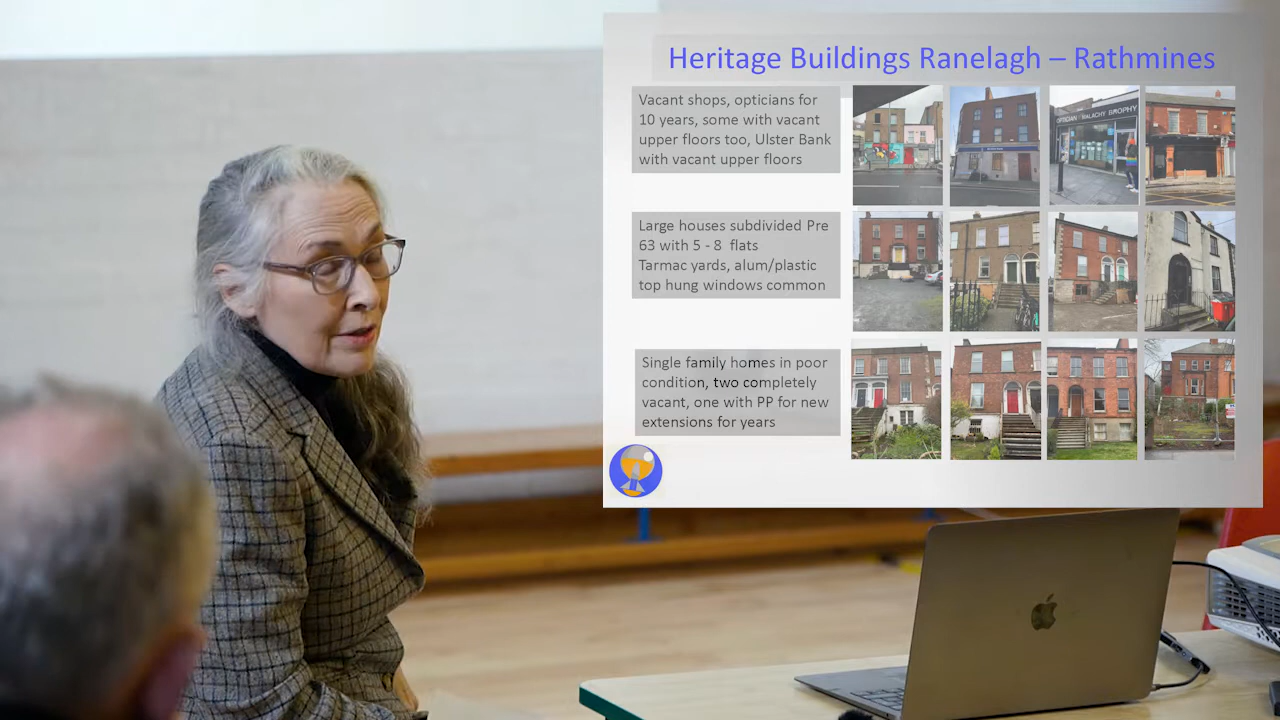 Heritage Buildings Ranelagh – Rathmines
Vacant shops, opticians for
10 years, some with vacant
upper floors too, Ulster Bank
with vacant upper floors
OPTICIAN MALACHY BROPHY
Large houses subdivided Pre
63 with 5 - 8 flats
Tarmac yards, alum/plastic
top hung windows common
Single family homes in poor
condition, two completely
vacant, one with PP for new
extensions for years